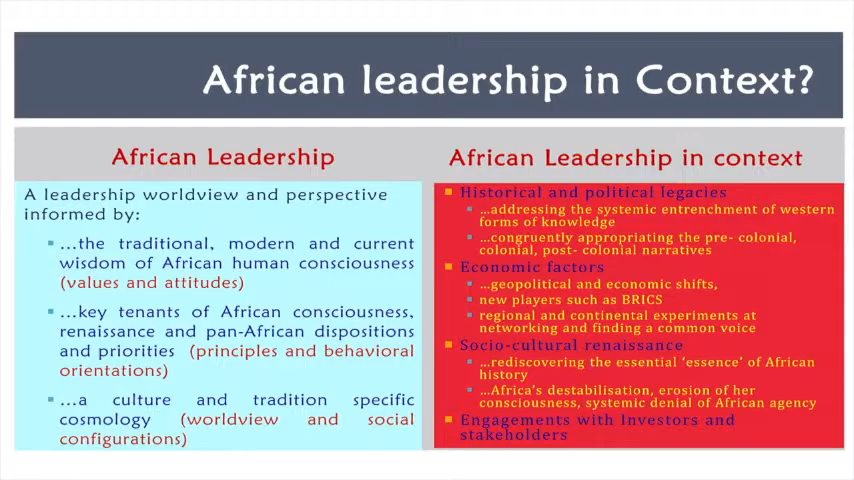 African leadership in Context?
African Leadership
A leadership worldview and perspective
informed by:
…the traditional, modern and current
wisdom of African human consciousness
(values and attitudes)
…key tenants of African consciousness,
renaissance and pan-African dispositions
and priorities (principles and behavioral
orientations)
…a culture and tradition specific
cosmology (worldview and social
configurations)
African Leadership in context
Historical and political legacies
…addressing the systemic entrenchment of western
forms of knowledge
…congruently appropriating the pre- colonial,
colonial, post- colonial narratives
Economic factors
…geopolitical and economic shifts,
new players such as BRICS
regional and continental experiments at
networking and finding a common voice
Socio-cultural renaissance
…rediscovering the essential ‘essence’ of African
history
…Africa’s destabilisation, erosion of her
consciousness, systemic denial of African agency
Engagements with Investors and
stakeholders